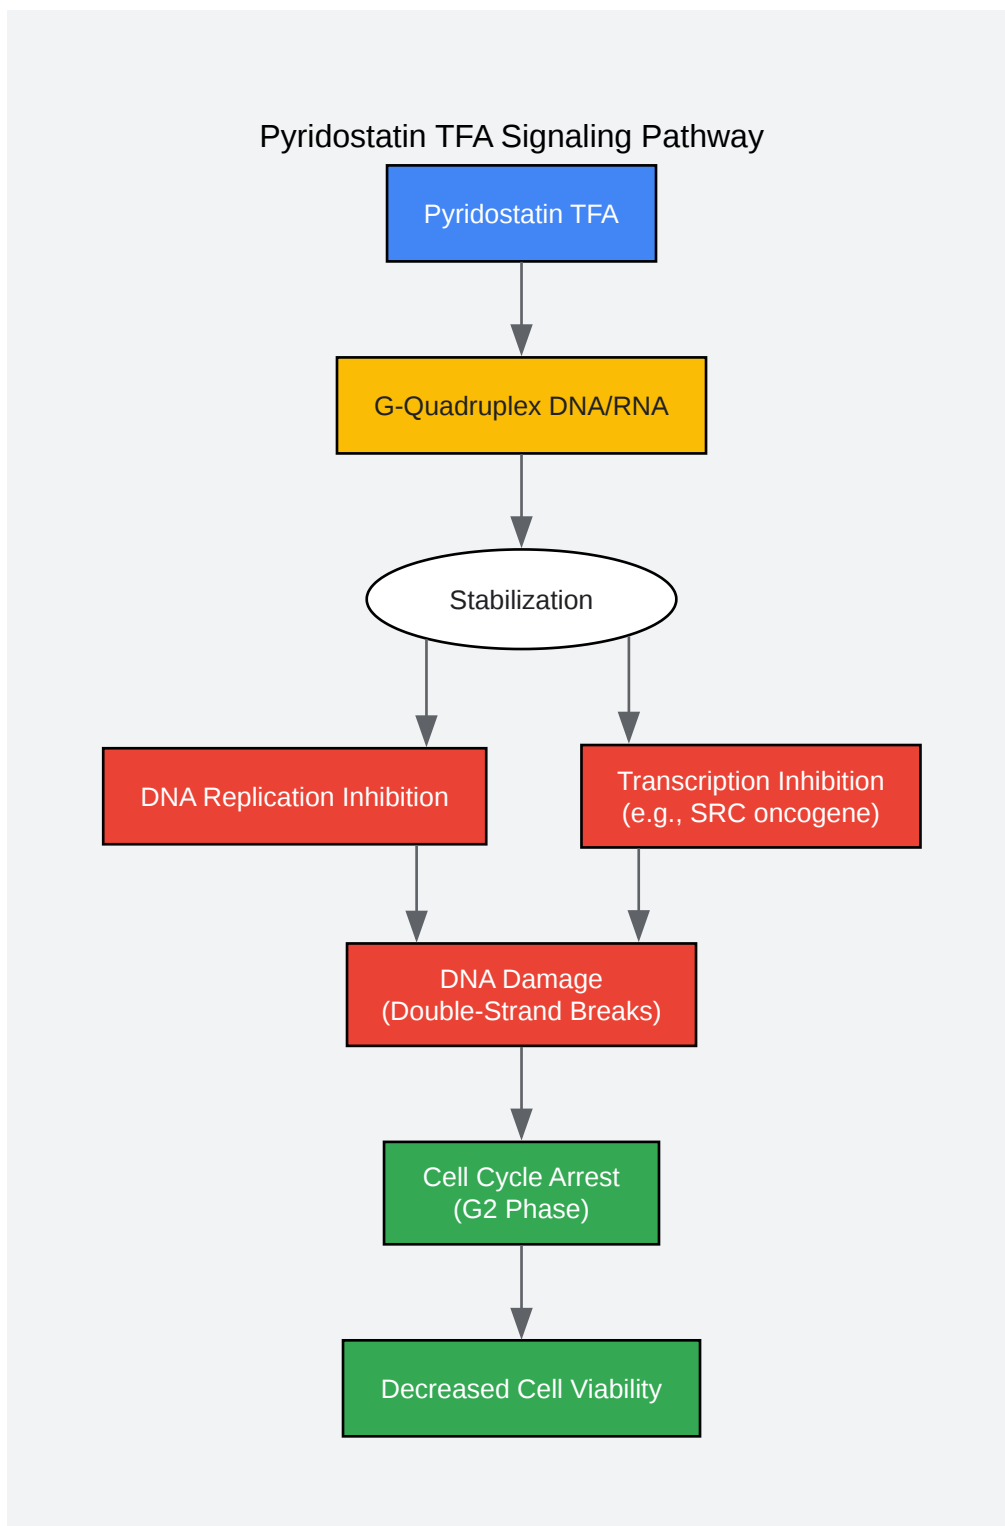 Pyridostatin TFA Signaling Pathway
Pyridostatin TFA
G-Quadruplex DNA/RNA
Stabilization
DNA Replication Inhibition
Transcription Inhibition
(e.g., SRC oncogene)
DNA Damage
(Double-Strand Breaks)
Cell Cycle Arrest
(G2 Phase)
Decreased Cell Viability